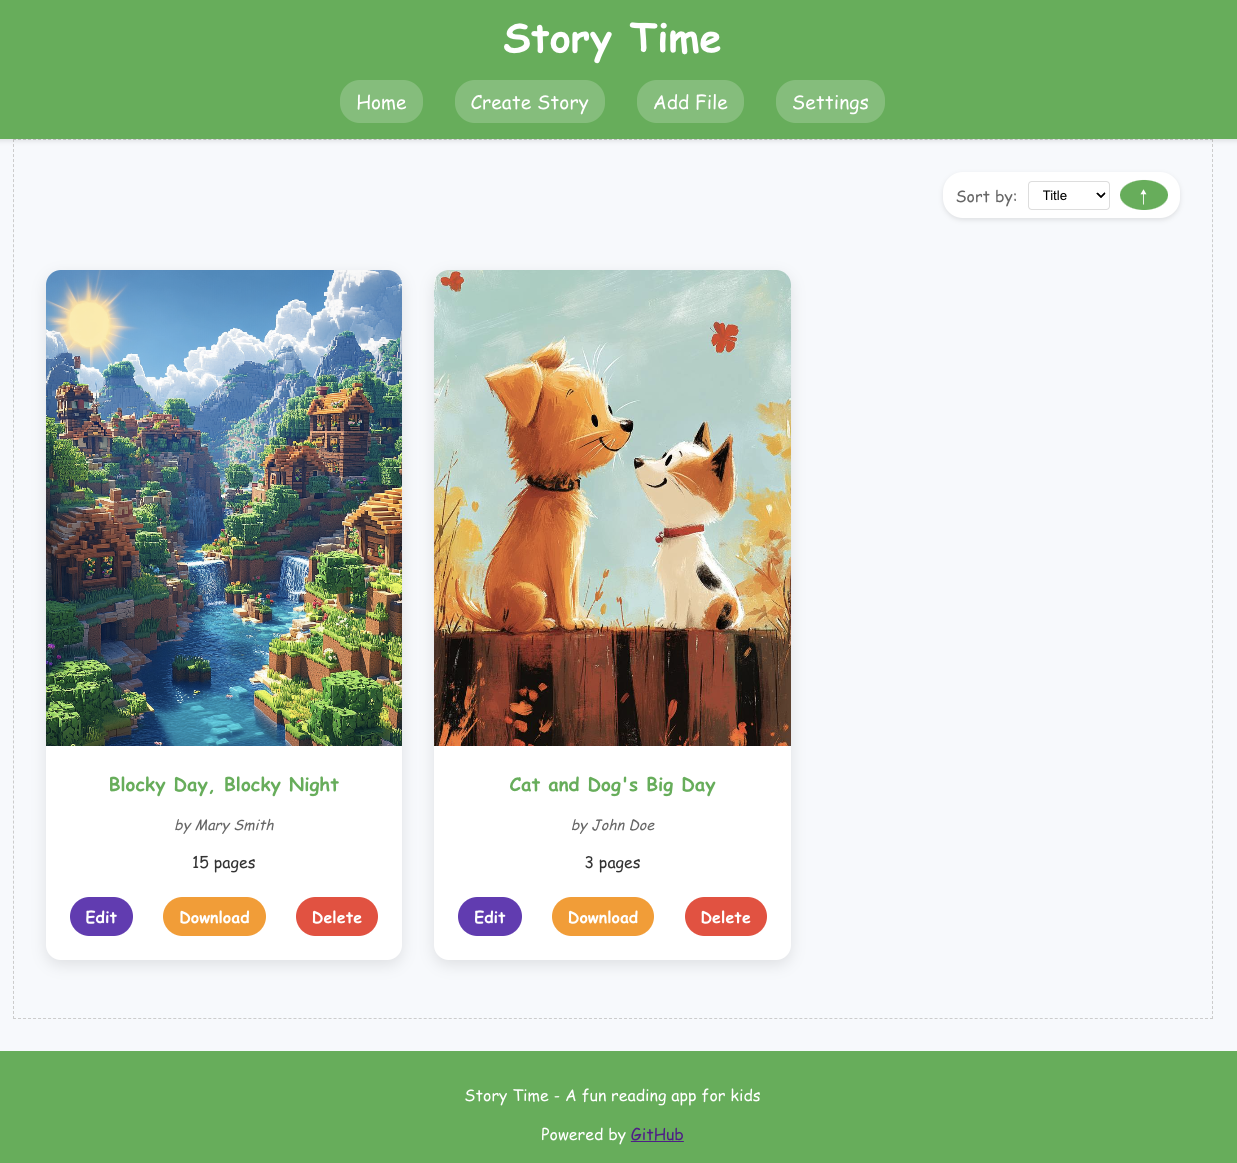 Story Time
Home Create Story Add File Settings
Sort by: Title ↑
Blocky Day, Blocky Night
by Mary Smith
15 pages
Edit Download Delete
Cat and Dog's Big Day
by John Doe
3 pages
Edit Download Delete
Story Time - A fun reading app for kids
Powered by GitHub